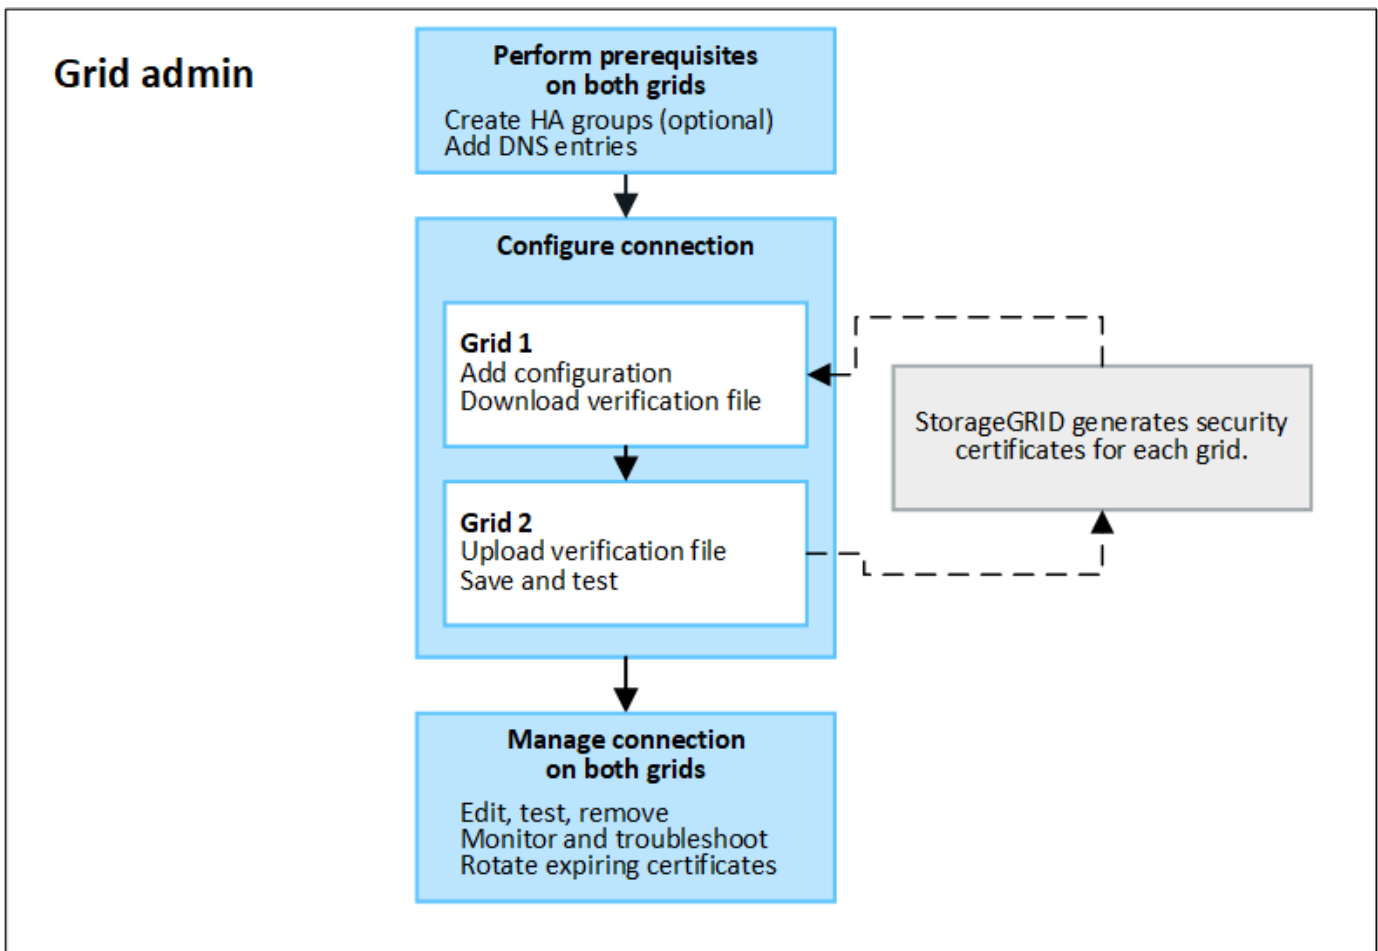 Grid admin
Perform prerequisites
on both grids
Create HA groups (optional)
Add DNS entries
Configure connection
Grid 1
Add configuration
Download verification file
StorageGRID generates security
certificates for each grid.
Grid 2
Upload verification file
Save and test
Manage connection
on both grids
Edit, test, remove
Monitor and troubleshoot
Rotate expiring certificates